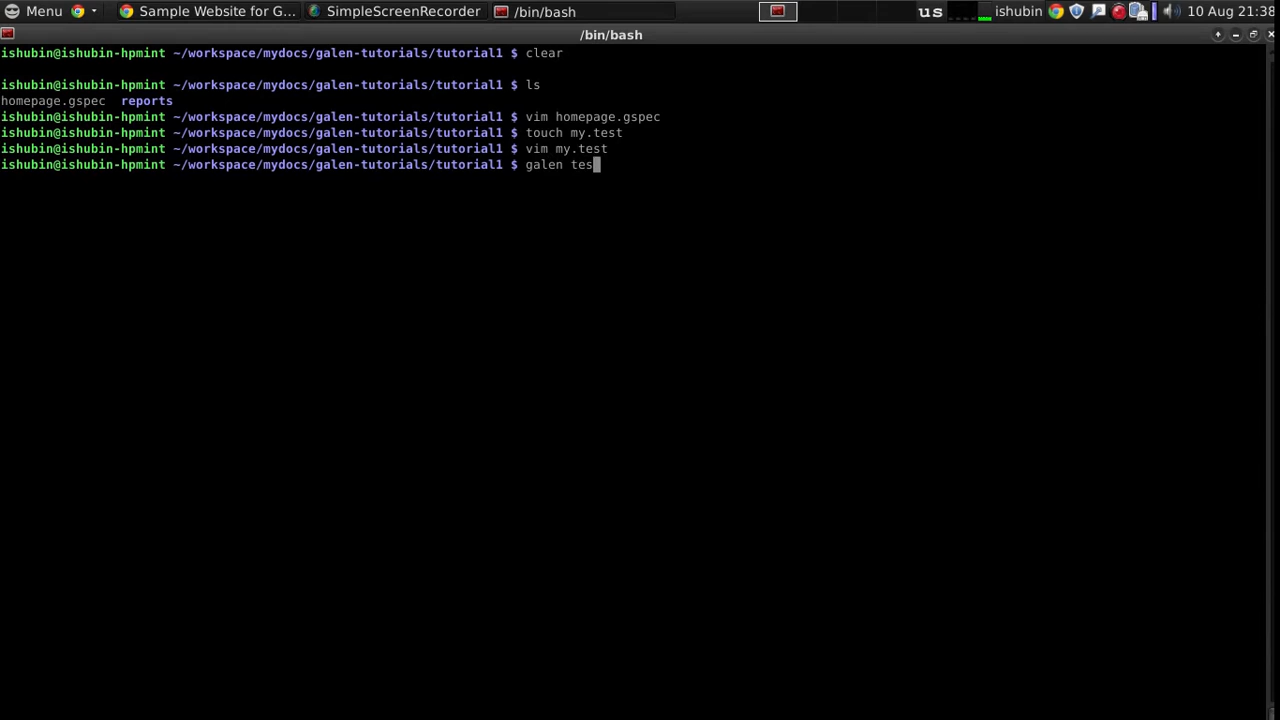 Menu Sample Website for G... SimpleScreenRecorder /bin/bash us ishubin 10 Aug 21:38
/bin/bash
ishubin@ishubin-hpmint ~/workspace/mydocs/galen-tutorials/tutorial1 $ clear
ishubin@ishubin-hpmint ~/workspace/mydocs/galen-tutorials/tutorial1 $ ls
homepage.gspec reports
ishubin@ishubin-hpmint ~/workspace/mydocs/galen-tutorials/tutorial1 $ vim homepage.gspec
ishubin@ishubin-hpmint ~/workspace/mydocs/galen-tutorials/tutorial1 $ touch my.test
ishubin@ishubin-hpmint ~/workspace/mydocs/galen-tutorials/tutorial1 $ vim my.test
ishubin@ishubin-hpmint ~/workspace/mydocs/galen-tutorials/tutorial1 $ galen tes